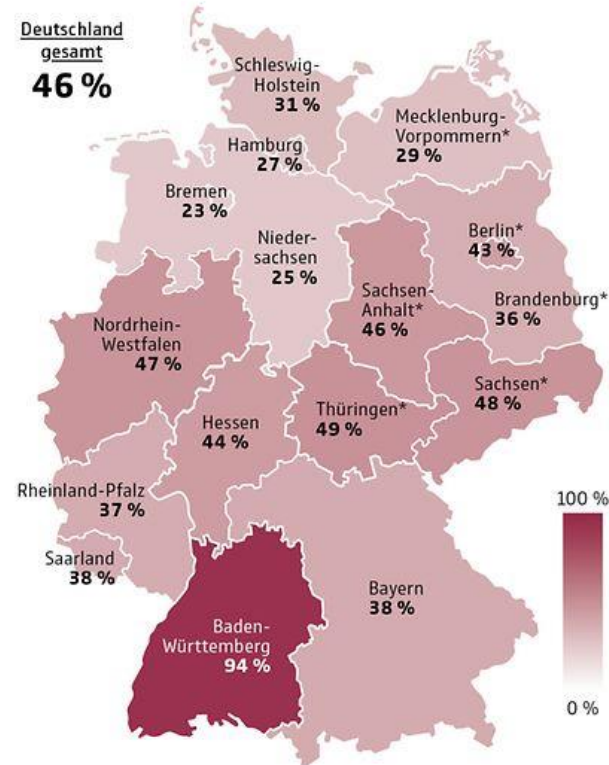 Deutschland
gesamt
46 %
Schleswig-
Holstein
31 %
Mecklenburg-
Vorpommern*
29 %
Hamburg
27 %
Bremen
23 %
Nieder-
sachsen
25 %
Berlin*
43 %
Brandenburg*
36 %
Sachsen-
Anhalt*
46 %
Nordrhein-
Westfalen
47 %
Hessen
44 %
Thüringen*
49 %
Sachsen*
48 %
Rheinland-Pfalz
37 %
Saarland
38 %
Baden-
Württemberg
94 %
Bayern
38 %
100 %
0 %